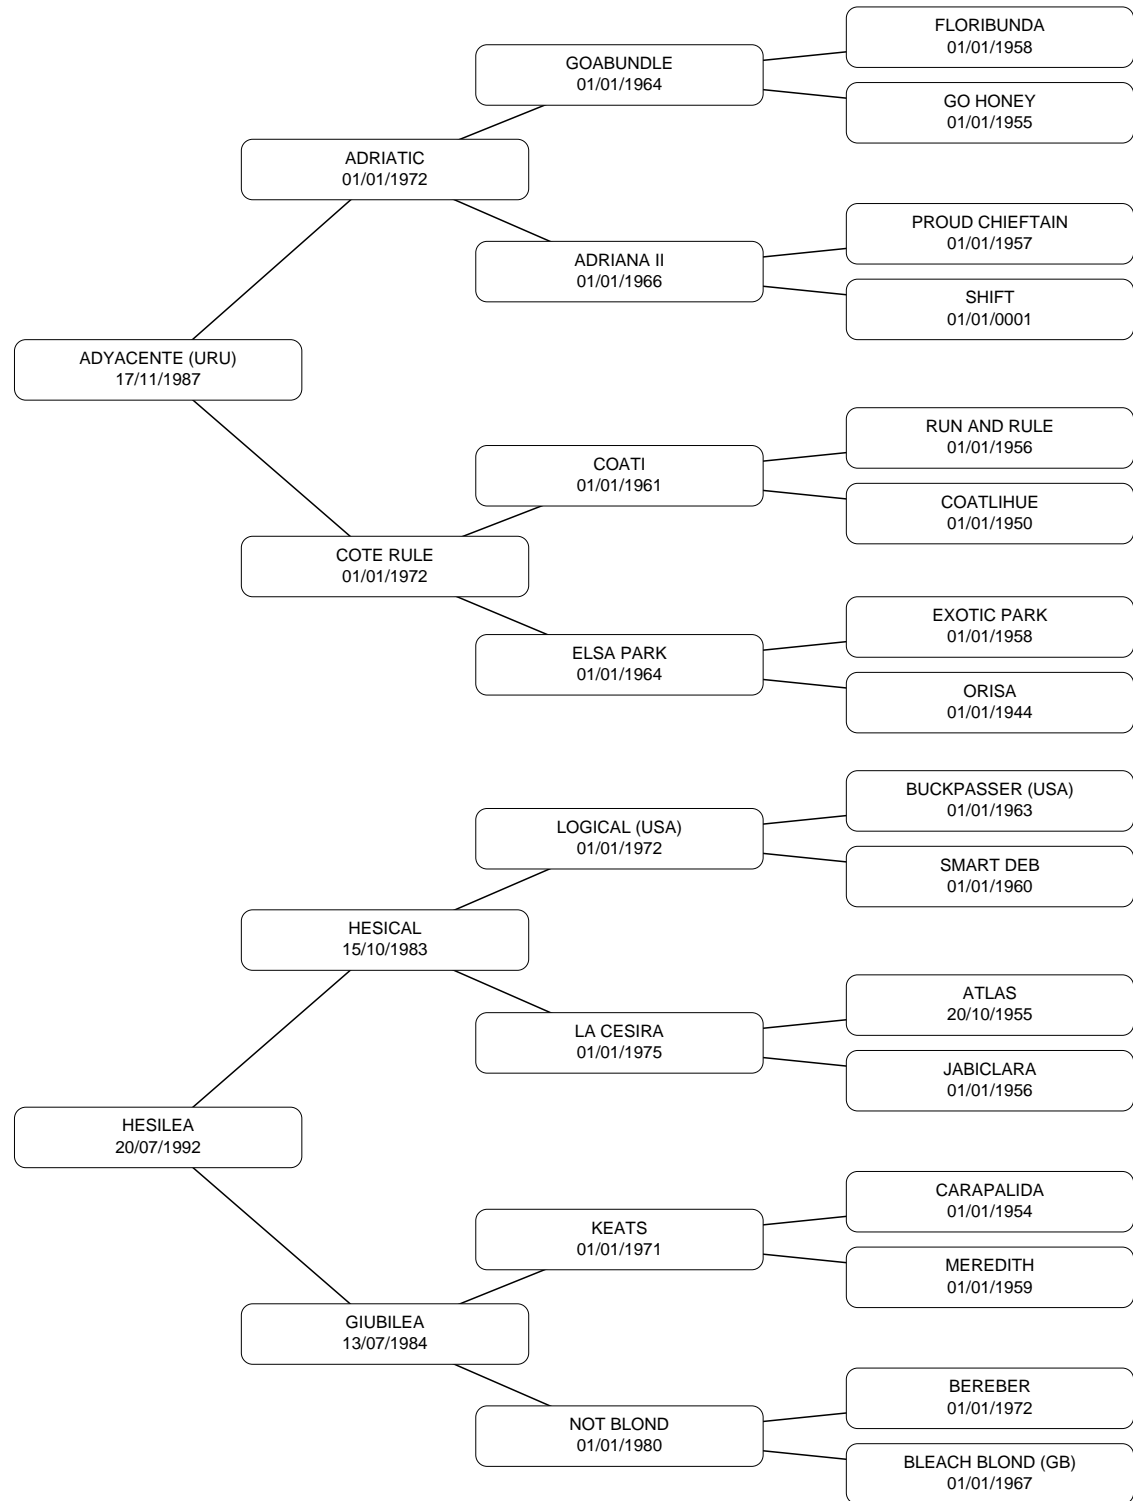 FLORIBUNDA
01/01/1958
GOABUNDLE
01/01/1964
GO HONEY
01/01/1955
ADRIATIC
01/01/1972
PROUD CHIEFTAIN
01/01/1957
ADRIANA II
01/01/1966
SHIFT
01/01/0001
ADYACENTE (URU)
17/11/1987
RUN AND RULE
01/01/1956
COATI
01/01/1961
COATLIHUE
01/01/1950
COTE RULE
01/01/1972
EXOTIC PARK
01/01/1958
ELSA PARK
01/01/1964
ORISA
01/01/1944
BUCKPASSER (USA)
01/01/1963
LOGICAL (USA)
01/01/1972
SMART DEB
01/01/1960
HESICAL
15/10/1983
ATLAS
20/10/1955
LA CESIRA
01/01/1975
JABICLARA
01/01/1956
HESILEA
20/07/1992
CARAPALIDA
01/01/1954
KEATS
01/01/1971
MEREDITH
01/01/1959
GIUBILEA
13/07/1984
BEREBER
01/01/1972
NOT BLOND
01/01/1980
BLEACH BLOND (GB)
01/01/1967